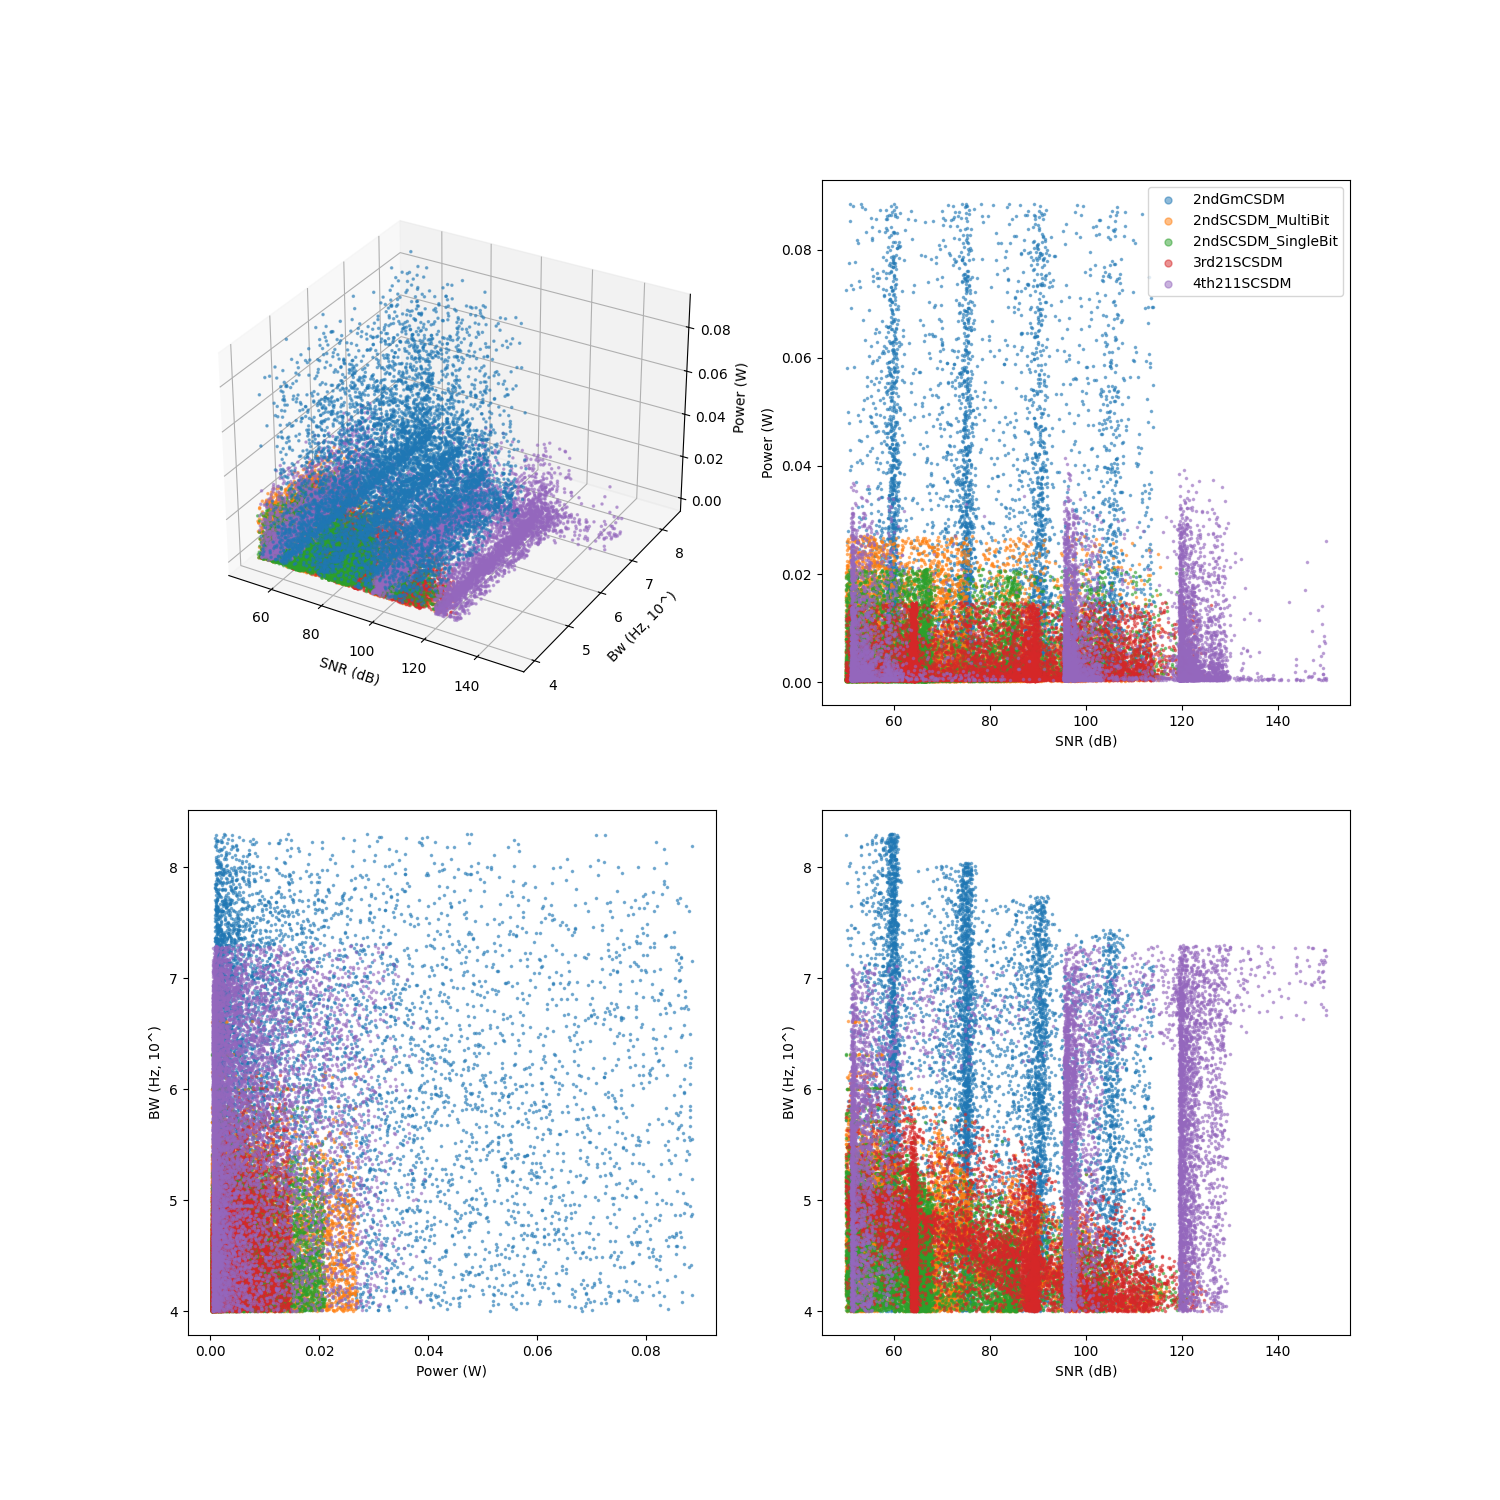 60
80
100
120
140
SNR (dB)
4
5
6
7
8
Bw (Hz, 10^)
0.00
0.02
0.04
0.06
0.08
Power (W)
2ndGmCSDM
2ndSCSDM_MultiBit
2ndSCSDM_SingleBit
3rd21SCSDM
4th211SCSDM
0.08
0.06
0.04
0.02
0.00
Power (W)
60 80 100 120 140
SNR (dB)
8
7
6
5
4
BW (Hz, 10^)
0.00 0.02 0.04 0.06 0.08
Power (W)
8
7
6
5
4
BW (Hz, 10^)
60 80 100 120 140
SNR (dB)